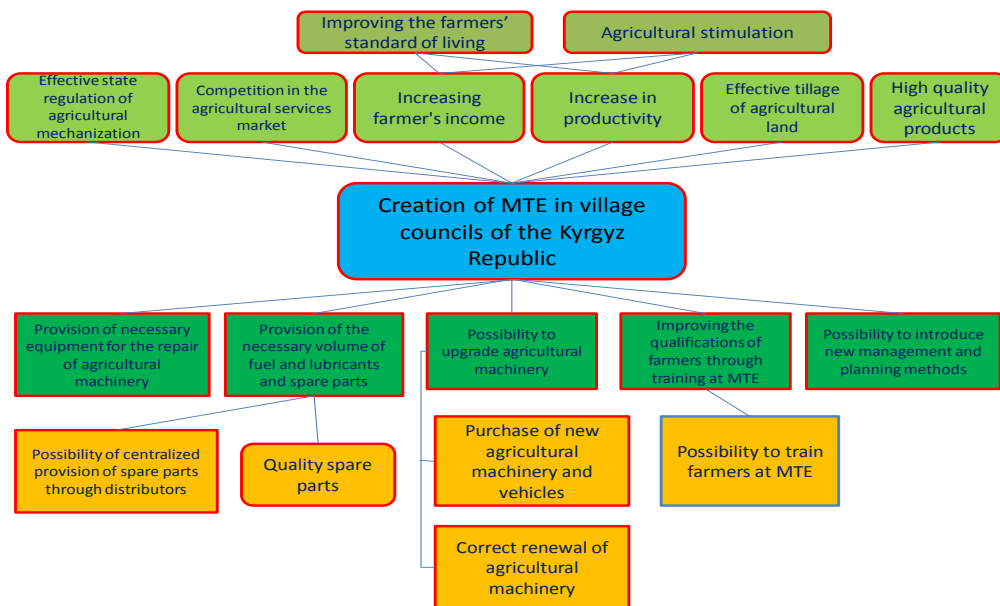 Improving the farmers’
standard of living
Agricultural stimulation
Effective state
regulation of
agricultural
mechanization
Competition in the
agricultural services
market
Increasing
farmer's income
Increase in
productivity
Effective tillage
of agricultural
land
High quality
agricultural
products
Creation of MTE in village
councils of the Kyrgyz
Republic
Provision of necessary
equipment for the repair
of agricultural
machinery
Provision of the
necessary volume of
fuel and lubricants
and spare parts
Possibility to
upgrade agricultural
machinery
Improving the
qualifications of
farmers through
training at MTE
Possibility to introduce
new management and
planning methods
Possibility of centralized
provision of spare parts
through distributors
Quality spare
parts
Purchase of new
agricultural
machinery and
vehicles
Possibility to train
farmers at MTE
Correct renewal of
agricultural
machinery